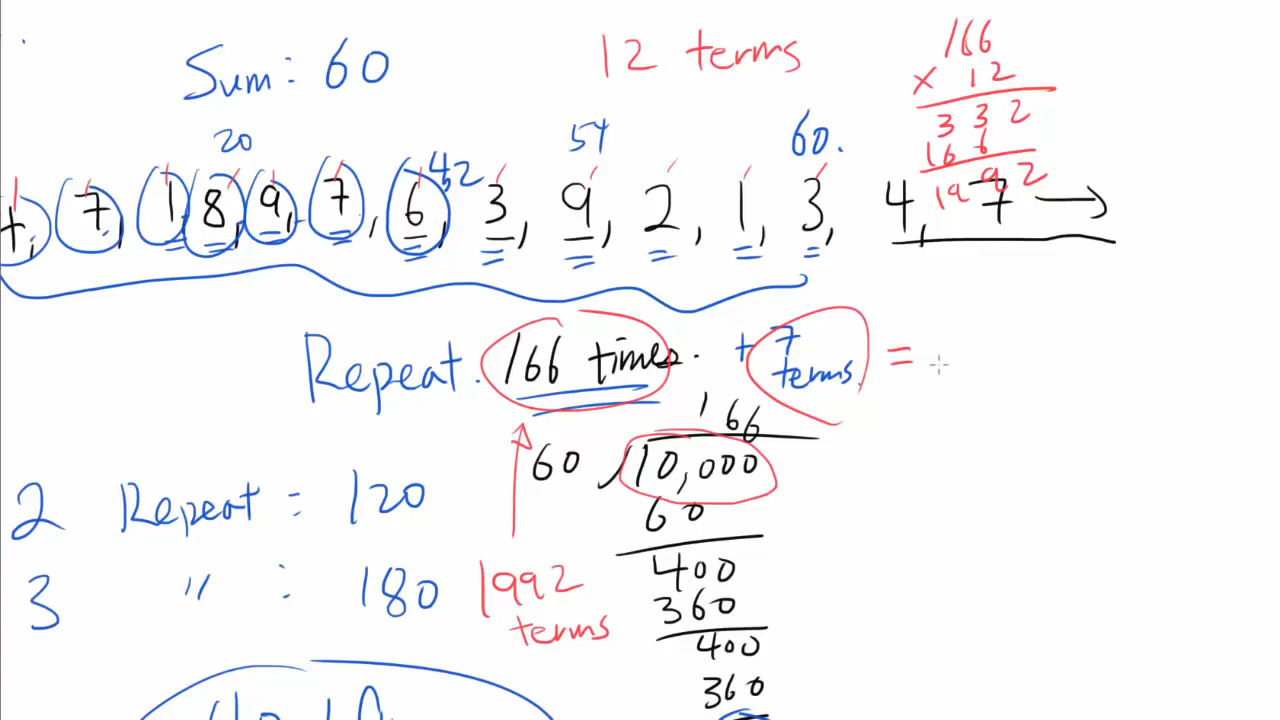 Sum: 60
12 terms
166
× 12
332
166
1992
20
54
60.
42
7, 1, 8, 9, 7, 6, 3, 9, 2, 1, 3, 4, 7 →
Repeat. 166 times. + 7 terms. =
166
60 10,000
60
400
360
400
360
2 Repeat = 120
3 " : 180
1992
terms